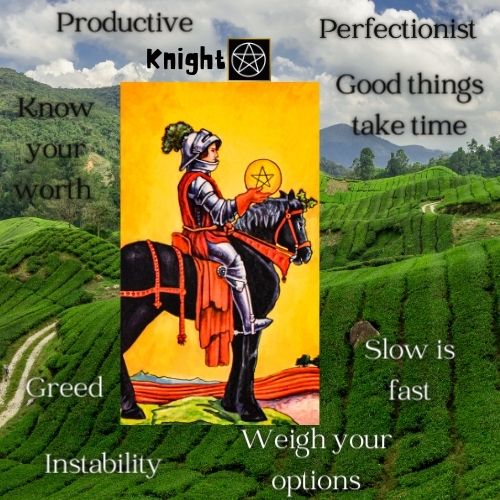 Productive
Perfectionist
Knight
Good things
take time
Know
your
worth
Slow is
fast
Greed
Weigh your
options
Instability